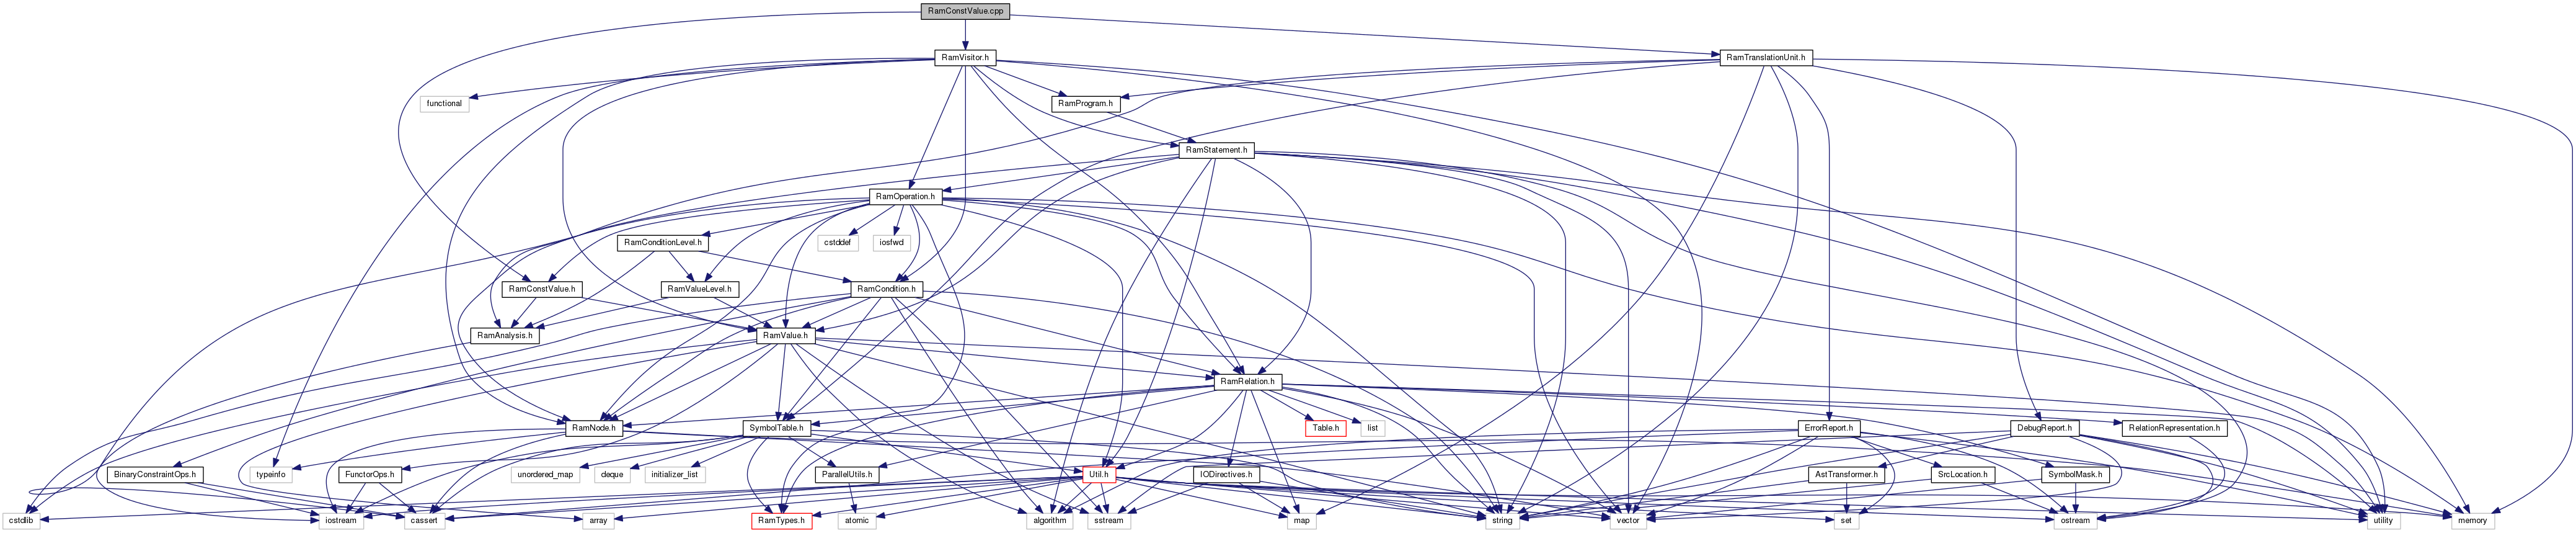 RamConstValue.cpp
RamVisitor.h
RamTranslationUnit.h
functional
RamProgram.h
RamStatement.h
RamOperation.h
RamConditionLevel.h
cstddef
iosfwd
RamConstValue.h
RamValueLevel.h
RamCondition.h
RamAnalysis.h
RamValue.h
RamRelation.h
RamNode.h
SymbolTable.h
Table.h
list
ErrorReport.h
DebugReport.h
RelationRepresentation.h
BinaryConstraintOps.h
typeinfo
FunctorOps.h
unordered_map
deque
initializer_list
ParallelUtils.h
Util.h
IODirectives.h
AstTransformer.h
SrcLocation.h
SymbolMask.h
cstdlib
iostream
cassert
array
RamTypes.h
atomic
algorithm
sstream
map
string
vector
set
ostream
utility
memory